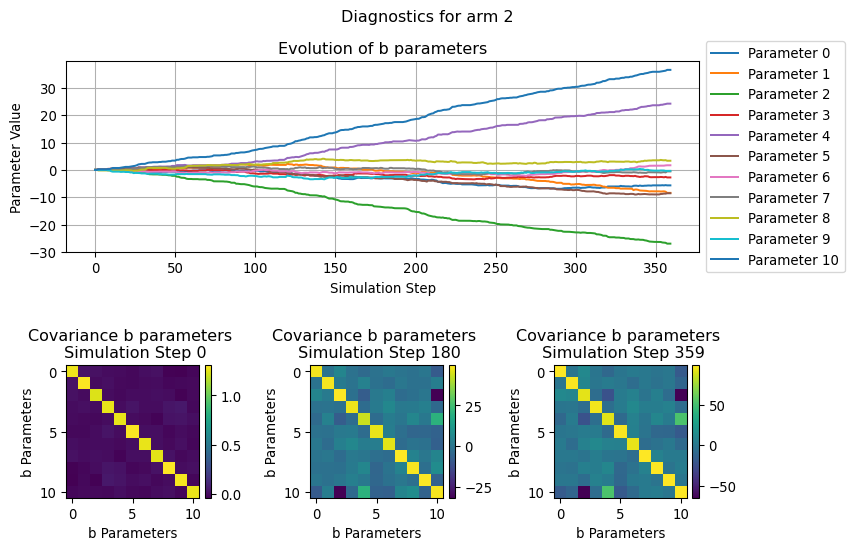 Diagnostics for arm 2
Evolution of b parameters
Parameter Value
30
20
10
0
−10
−20
−30
0 50 100 150 200 250 300 350
Simulation Step
Parameter 0
Parameter 1
Parameter 2
Parameter 3
Parameter 4
Parameter 5
Parameter 6
Parameter 7
Parameter 8
Parameter 9
Parameter 10
Covariance b parameters
Simulation Step 0
b Parameters
0
5
10
0 5 10
b Parameters
1.0
0.5
0.0
Covariance b parameters
Simulation Step 180
b Parameters
0
5
10
0 5 10
b Parameters
25
0
−25
Covariance b parameters
Simulation Step 359
b Parameters
0
5
10
0 5 10
b Parameters
50
0
−50